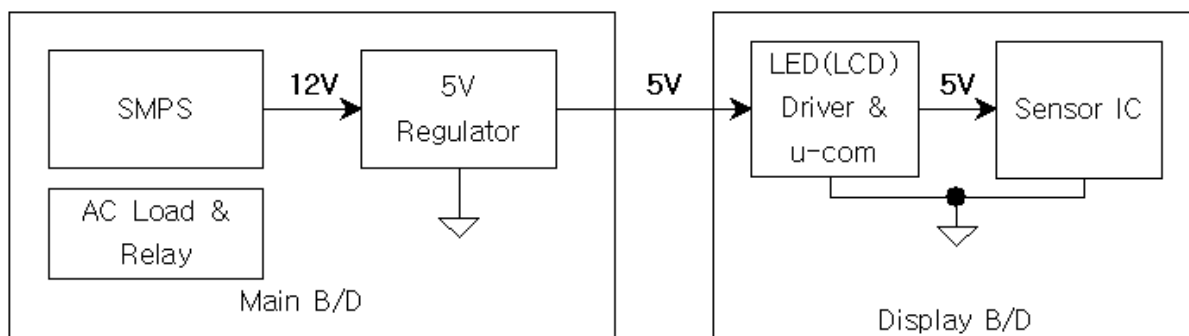 SMPS
12V
5V
Regulator
5V
LED(LCD)
Driver &
u-com
5V
Sensor IC
AC Load &
Relay
Main B/D
Display B/D